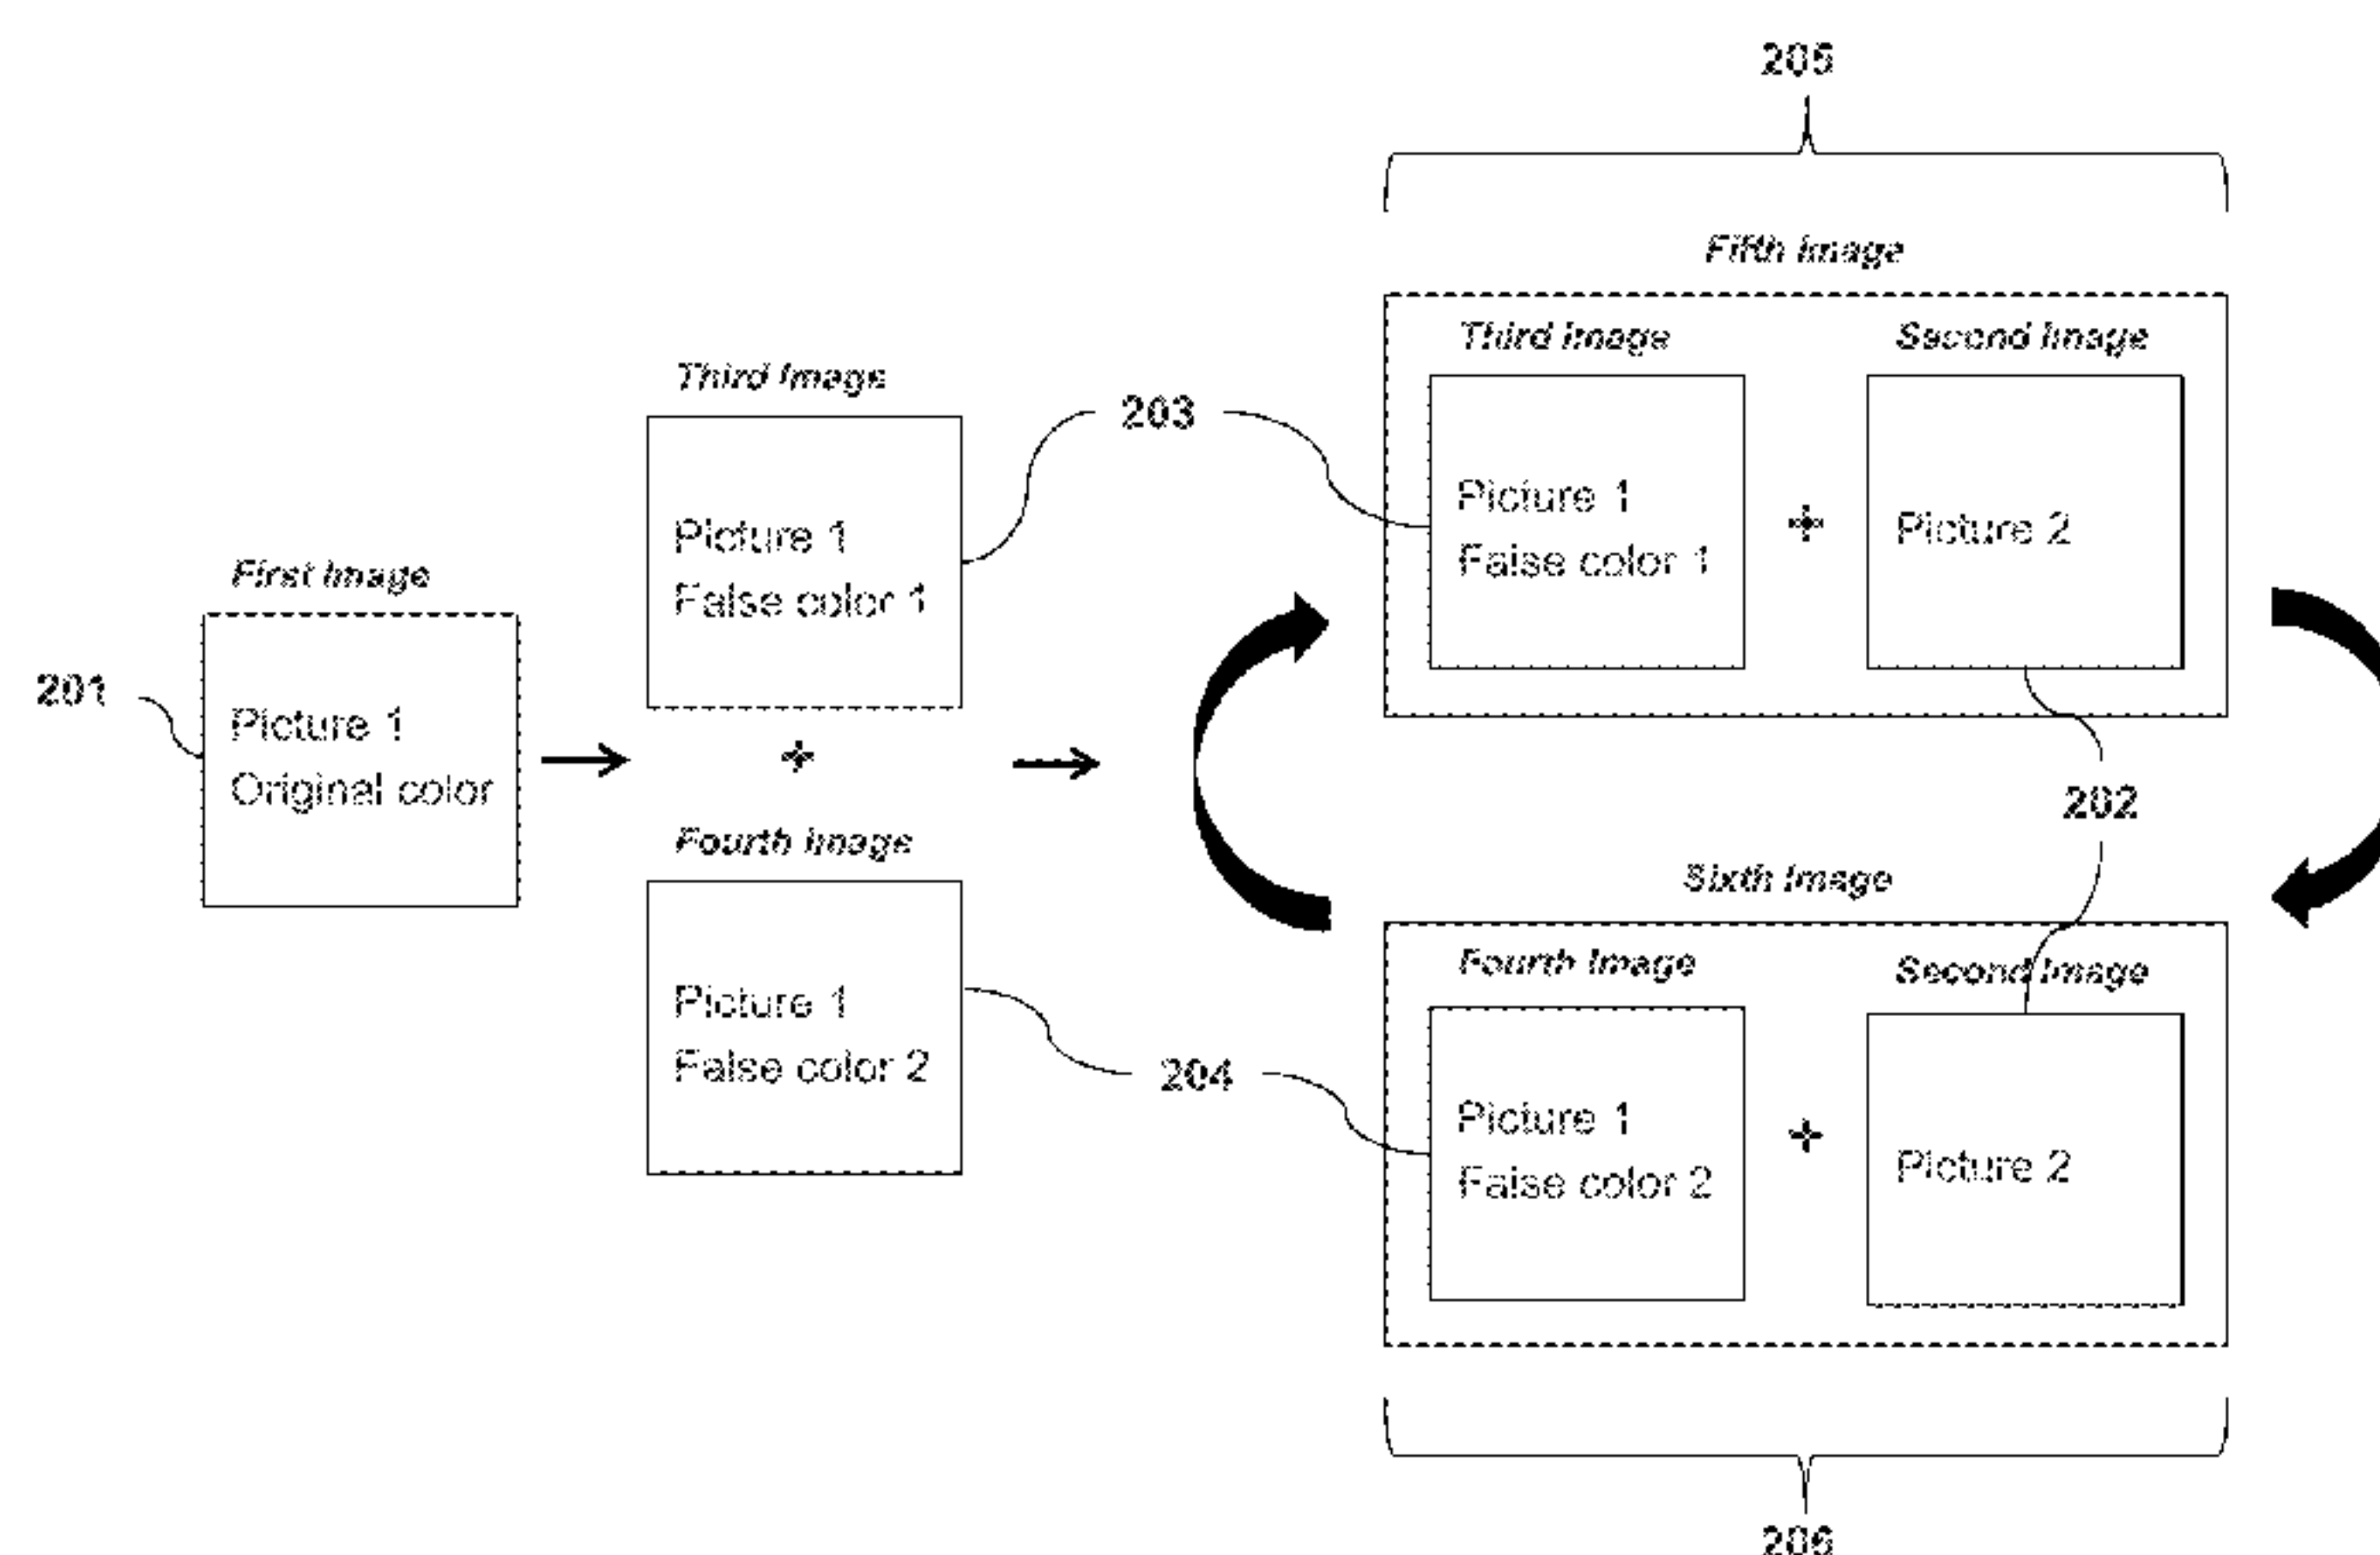 205
Fifth Image
Third Image
Second Image
Picture 1
False color 1
+
Picture 2
Third Image
203
Picture 1
False color 1
First Image
201
Picture 1
Original color
+
202
Fourth Image
Sixth Image
Fourth Image
Second Image
Picture 1
False color 2
204
Picture 1
False color 2
+
Picture 2
206